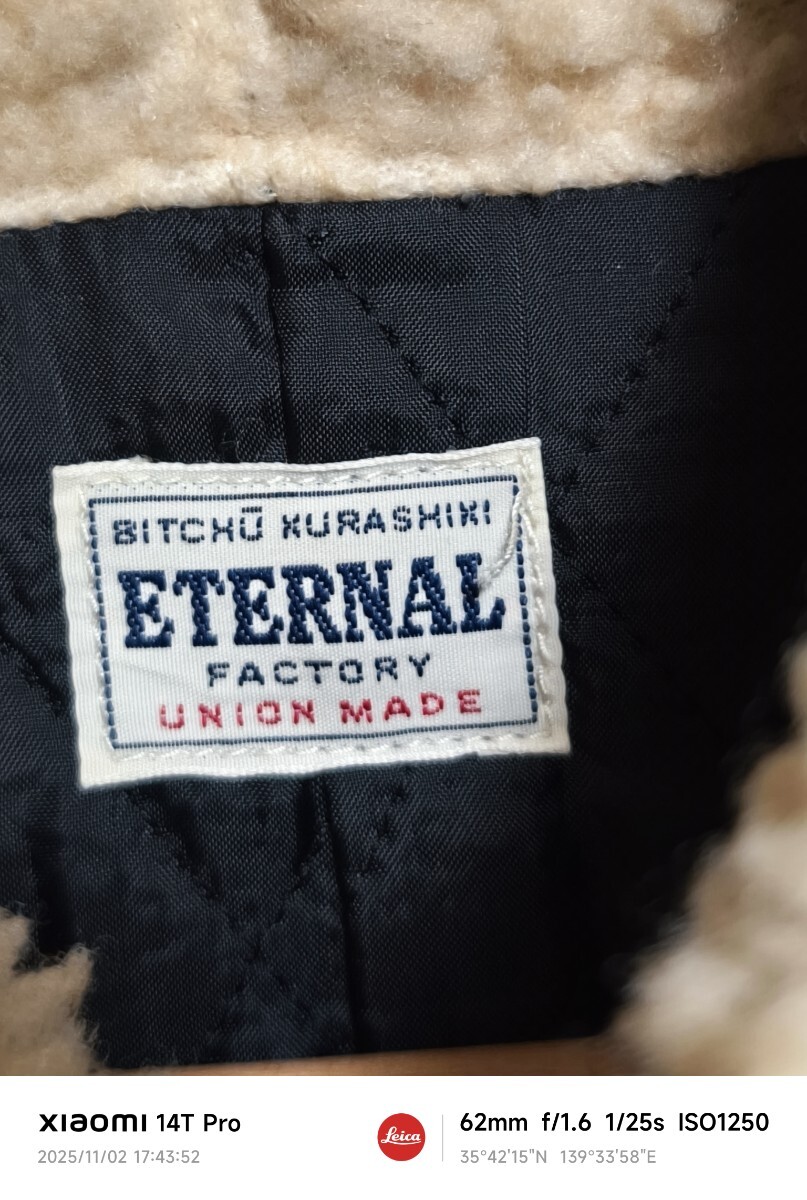 BITCHŪ KURASHIKI
ETERNAL
FACTORY
UNION MADE
xiaomi 14T Pro
2025/11/02 17:43:52
Leica
62mm f/1.6 1/25s ISO1250
35°42'15"N 139°33'58"E